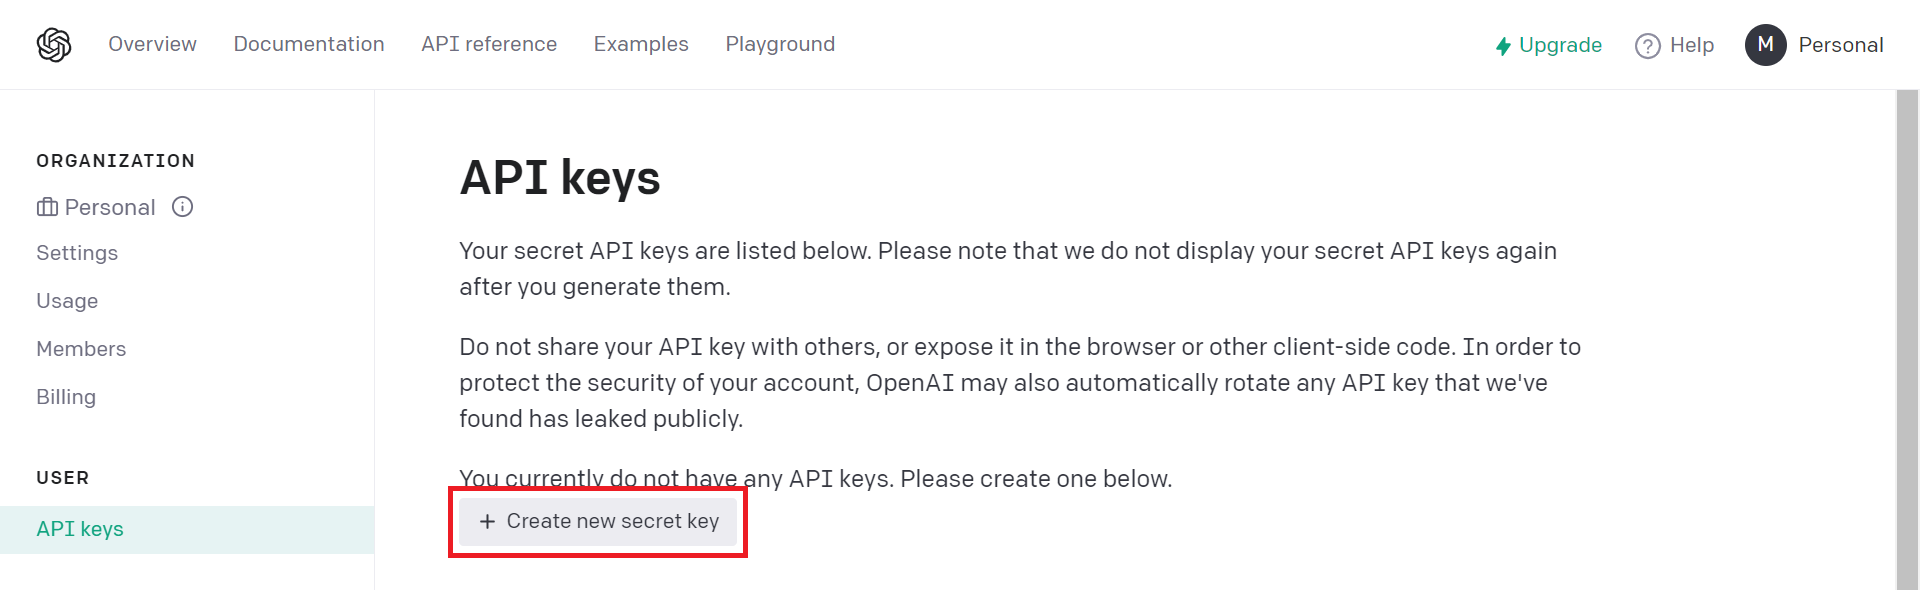 Overview Documentation API reference Examples Playground Upgrade Help M Personal
ORGANIZATION
Personal
Settings
Usage
Members
Billing
USER
API keys
API keys
Your secret API keys are listed below. Please note that we do not display your secret API keys again
after you generate them.
Do not share your API key with others, or expose it in the browser or other client-side code. In order to
protect the security of your account, OpenAI may also automatically rotate any API key that we've
found has leaked publicly.
You currently do not have any API keys. Please create one below.
+ Create new secret key